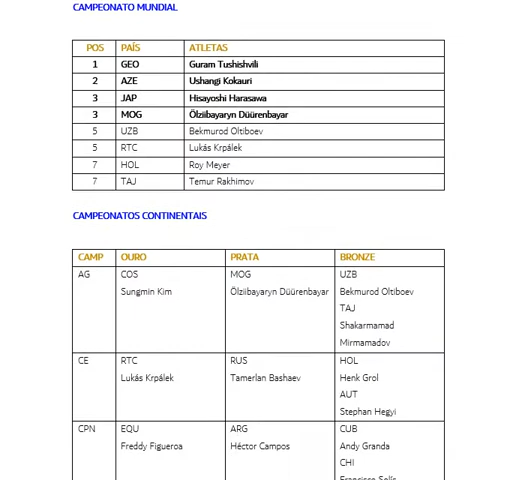 CAMPEONATO MUNDIAL
POS PAÍS ATLETAS
1 GEO Guram Tushishvili
2 AZE Ushangi Kokauri
3 JAP Hisayoshi Harasawa
3 MOG Ölziibayaryn Düürenbayar
5 UZB Bekmurod Oltiboev
5 RTC Lukás Krpálek
7 HOL Roy Meyer
7 TAJ Temur Rakhimov
CAMPEONATOS CONTINENTAIS
CAMP OURO PRATA BRONZE
AG COS MOG UZB
Sungmin Kim Ölziibayaryn Düürenbayar Bekmurod Oltiboev
TAJ
Shakarmamad
Mirmamadov
CE RTC RUS HOL
Lukás Krpálek Tamerlan Bashaev Henk Grol
AUT
Stephan Hegyi
CPN EQU ARG CUB
Freddy Figueroa Héctor Campos Andy Granda
CHI
Francisco Solís